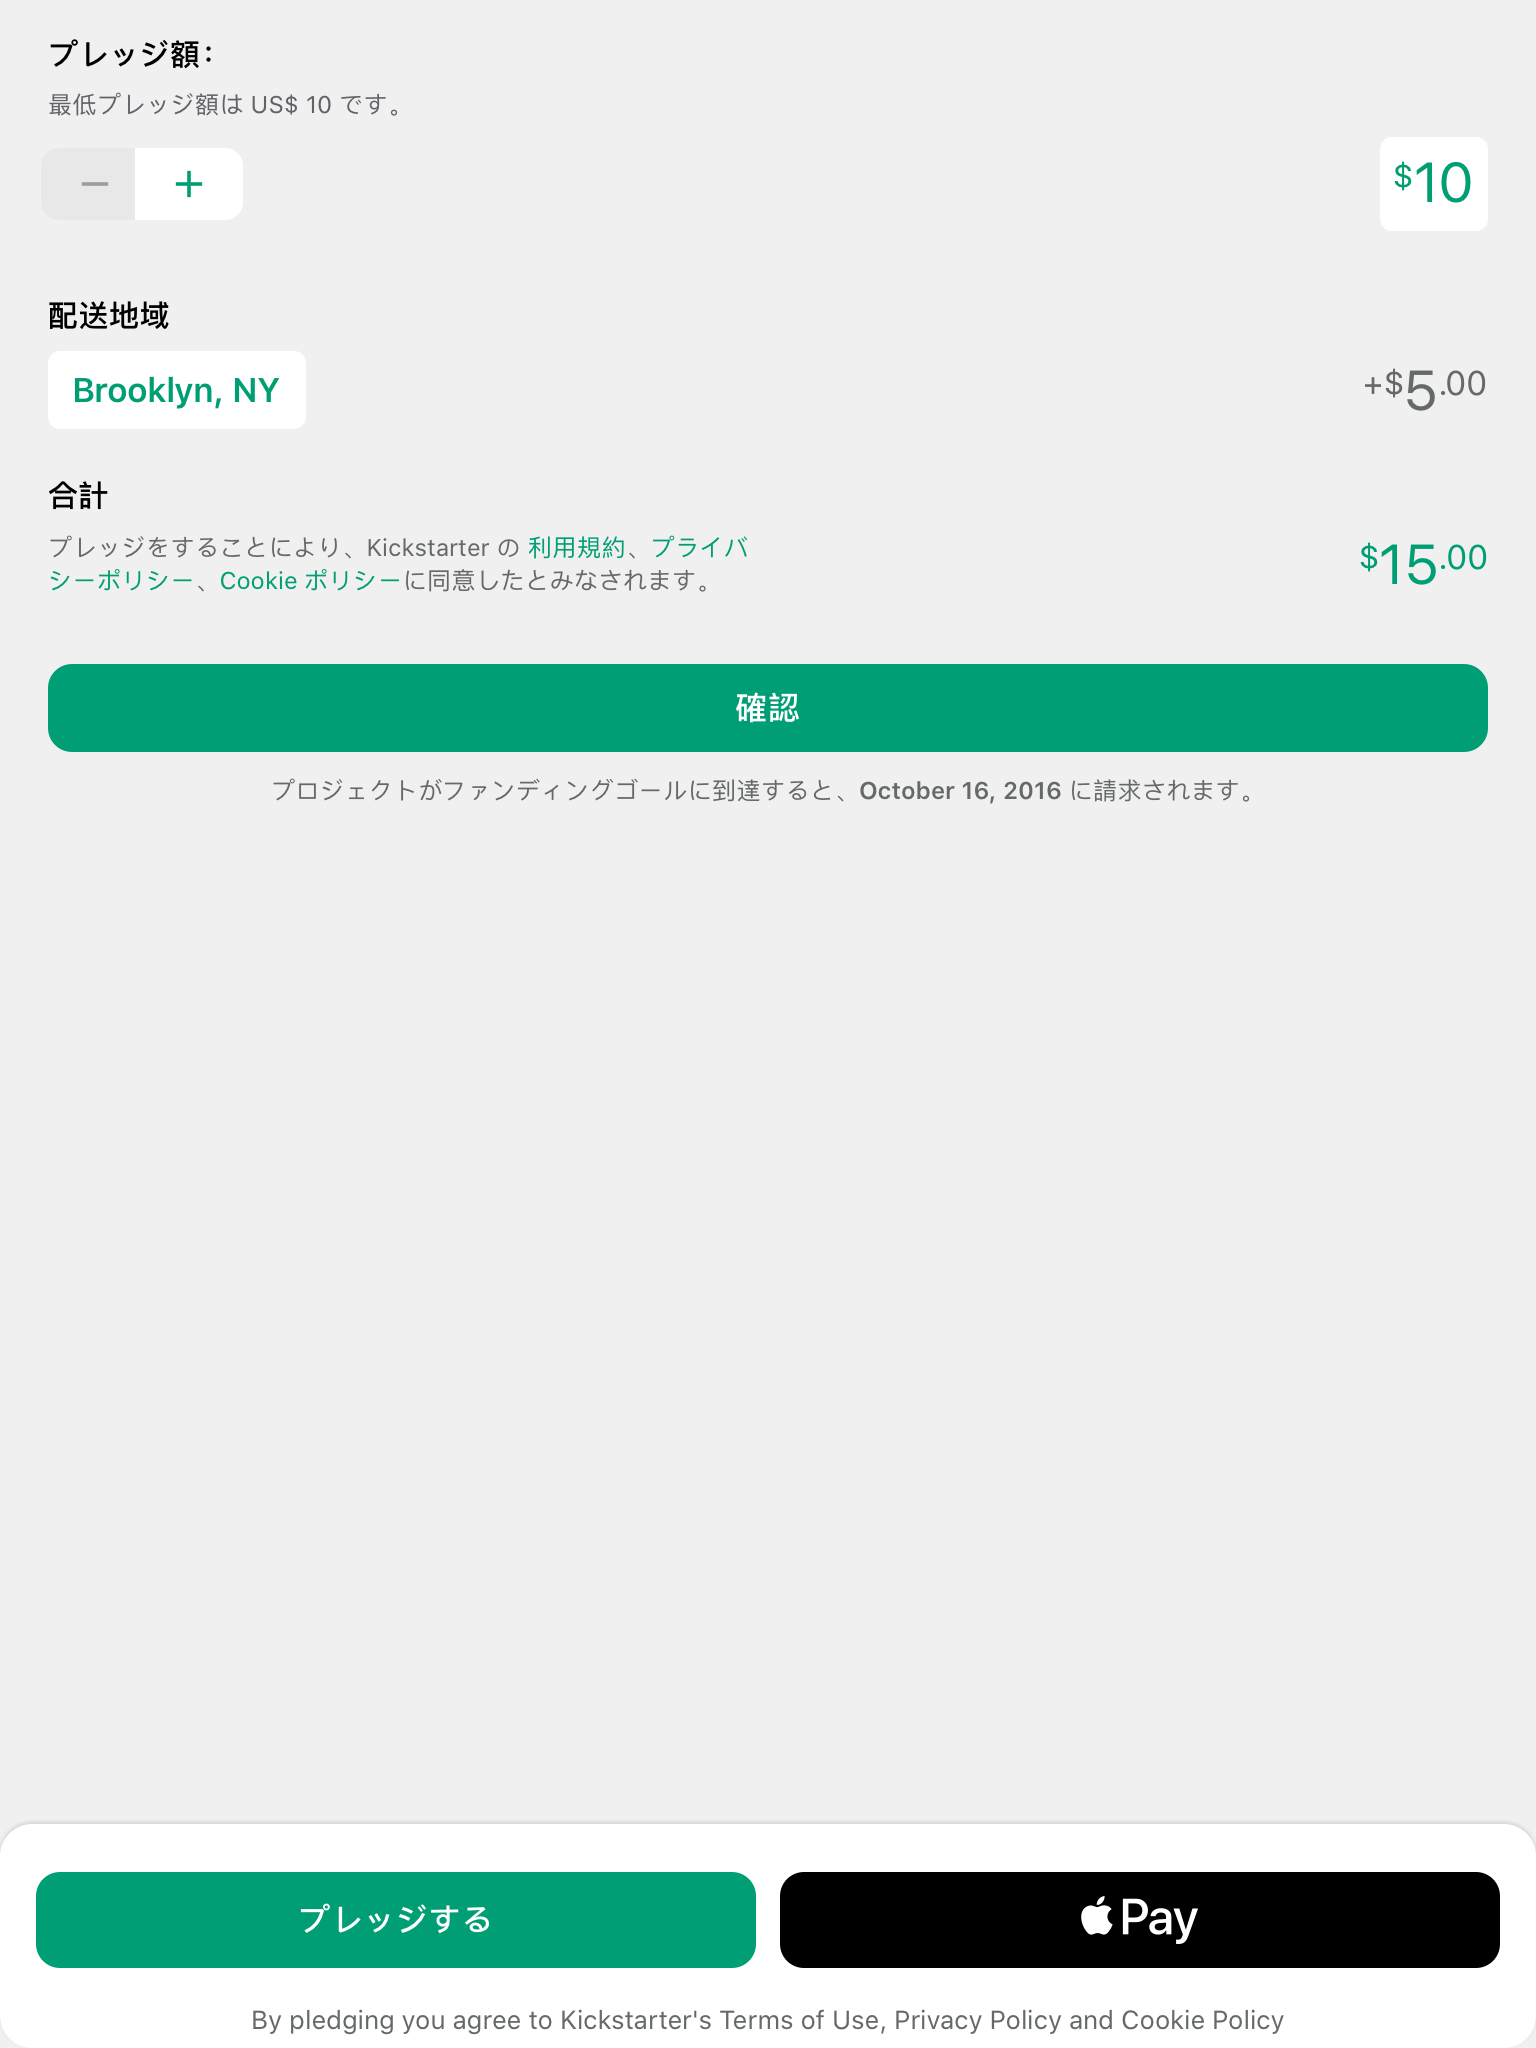 プレッジ額：
最低プレッジ額は US$ 10 です。
− +
$10
配送地域
Brooklyn, NY
+$5.00
合計
プレッジをすることにより、Kickstarter の 利用規約、プライバ
シーポリシー、Cookie ポリシーに同意したとみなされます。
$15.00
確認
プロジェクトがファンディングゴールに到達すると、October 16, 2016 に請求されます。
プレッジする
Pay
By pledging you agree to Kickstarter's Terms of Use, Privacy Policy and Cookie Policy